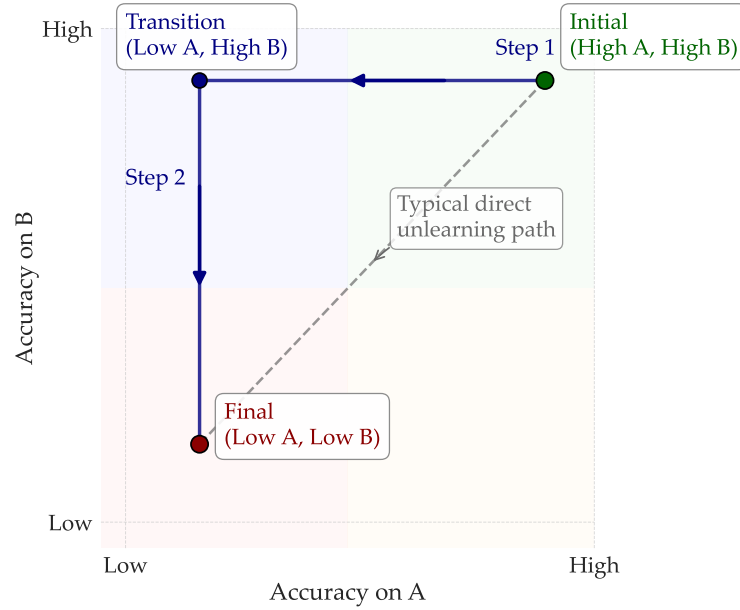 High
Transition
(Low A, High B)
Step 1
Initial
(High A, High B)
Step 2
Typical direct
unlearning path
Accuracy on B
Final
(Low A, Low B)
Low
Low
High
Accuracy on A